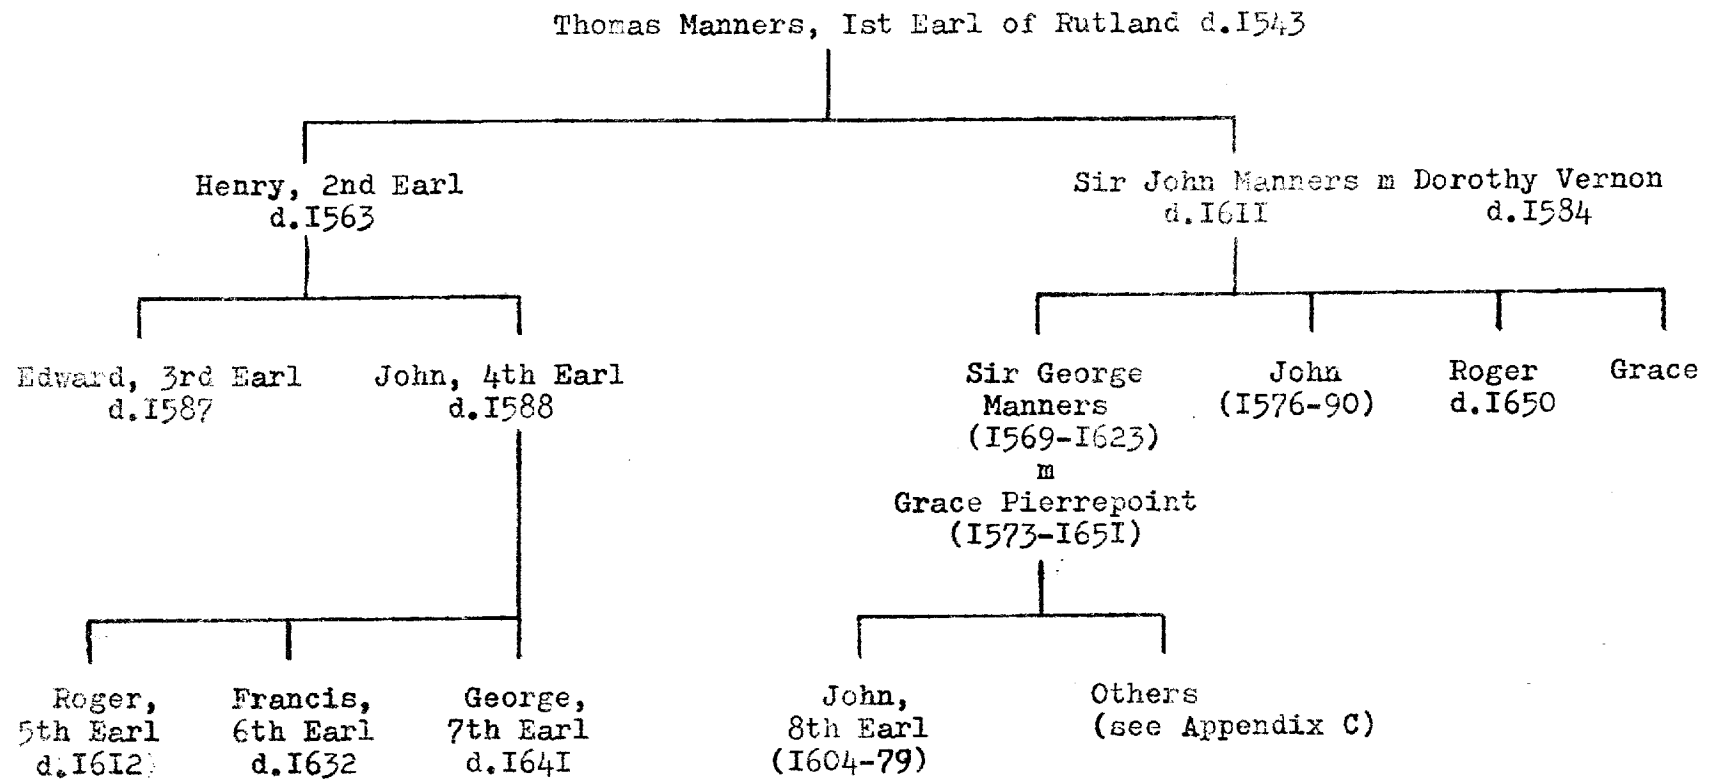 Thomas Manners, Ist Earl of Rutland d.I543
Henry, 2nd Earl
d.I563
Sir John Manners m Dorothy Vernon
d.I6II
d.I584
Edward, 3rd Earl
d.I587
John, 4th Earl
d.I588
Sir George
Manners
(I569-I623)
m
Grace Pierrepoint
(I573-I65I)
John
(I576-90)
Roger
d.I650
Grace
Roger,
5th Earl
d.I6I2
Francis,
6th Earl
d.I632
George,
7th Earl
d.I64I
John,
8th Earl
(I604-79)
Others
(see Appendix C)